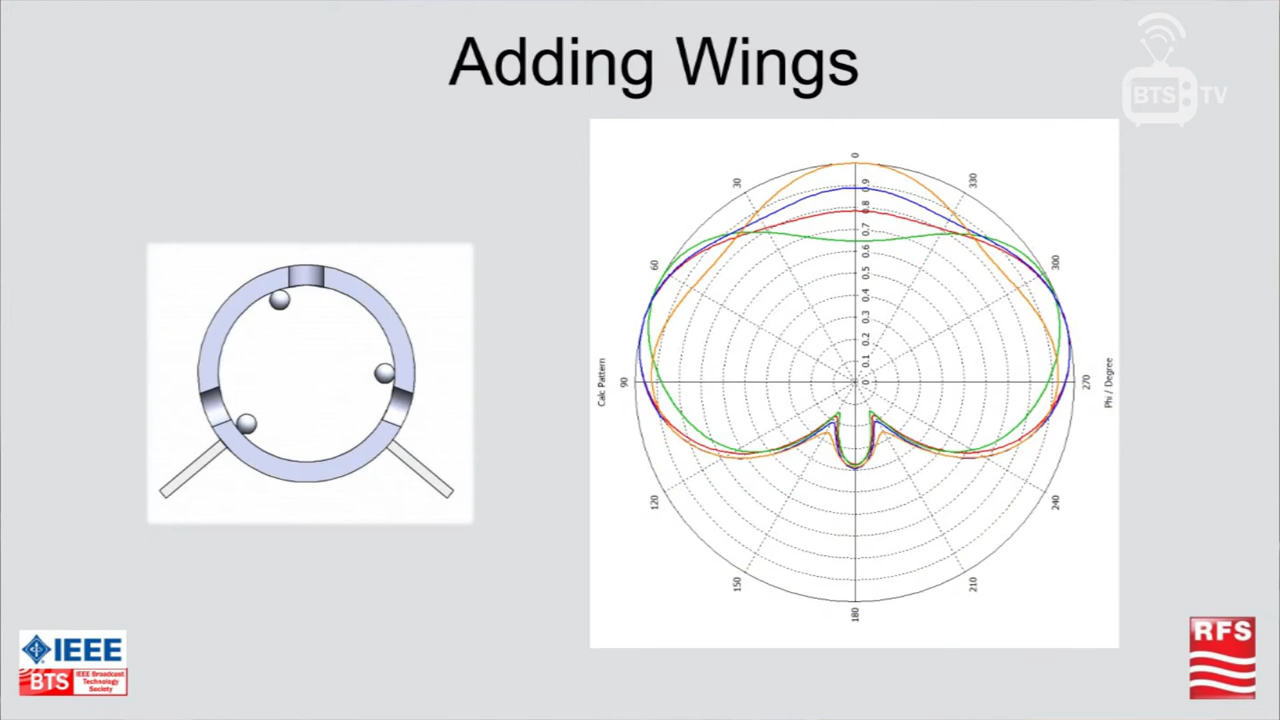 Adding Wings
BTS TV
0
30
330
0.9
0.8
0.7
60
300
0.6
0.5
0.4
0.3
0.2
0.1
0
Calc Pattern
90
270
Phi / Degree
120
240
150
210
180
IEEE
BTS
IEEE Broadcast
Technology
Society
RFS